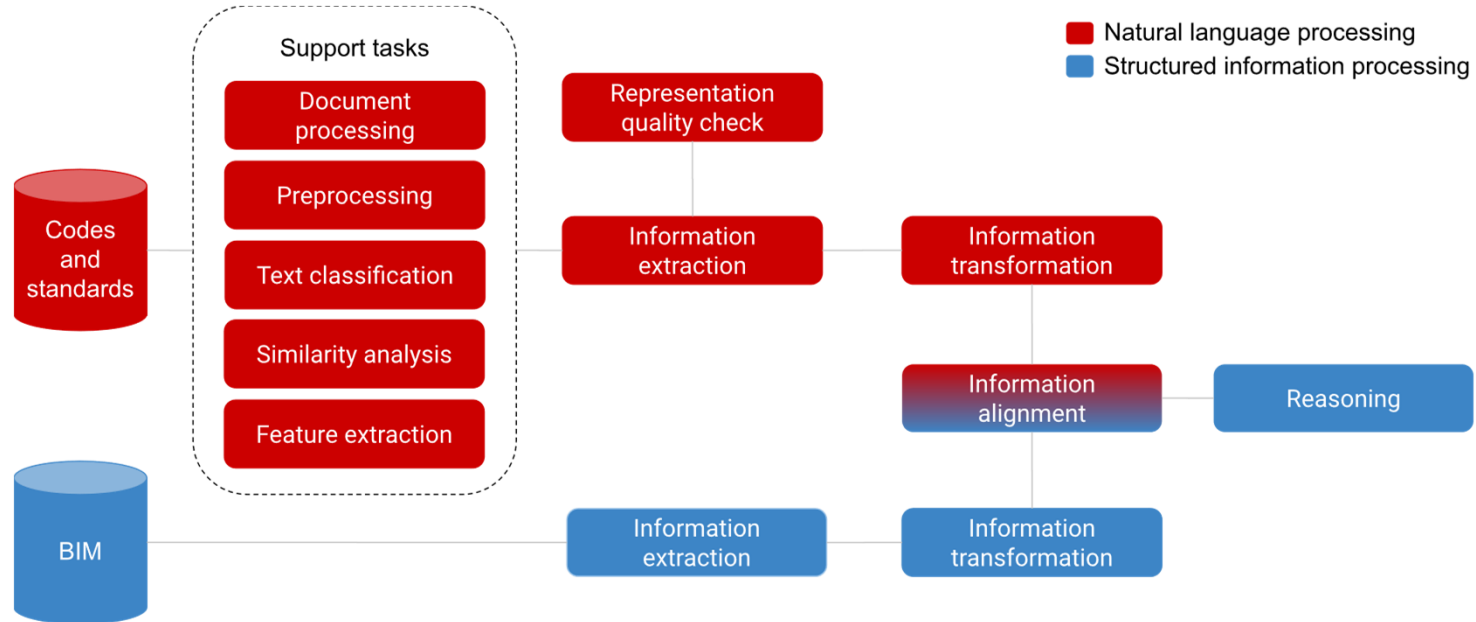 Support tasks
Document
processing
Preprocessing
Text classification
Similarity analysis
Feature extraction
Codes
and
standards
BIM
Representation
quality check
Information
extraction
Information
transformation
Information
alignment
Reasoning
Information
extraction
Information
transformation
Natural language processing
Structured information processing